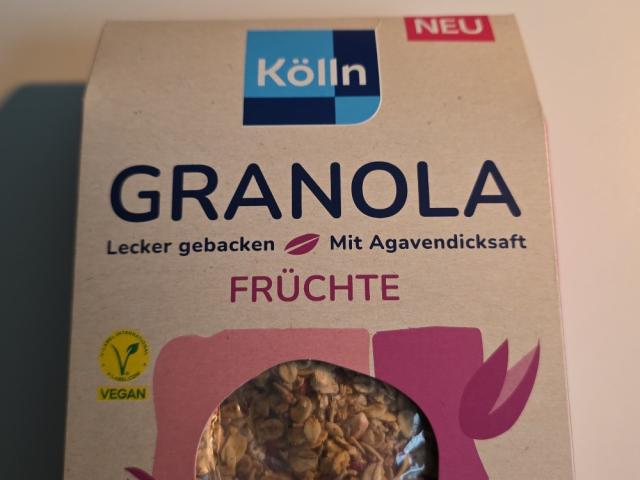 NEU
Kölln
GRANOLA
Lecker gebacken Mit Agavendicksaft
FRÜCHTE
VEGAN